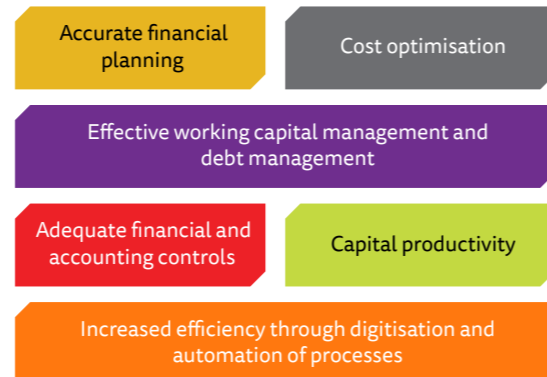 Accurate financial
planning
Cost optimisation
Effective working capital management and
debt management
Adequate financial and
accounting controls
Capital productivity
Increased efficiency through digitisation and
automation of processes